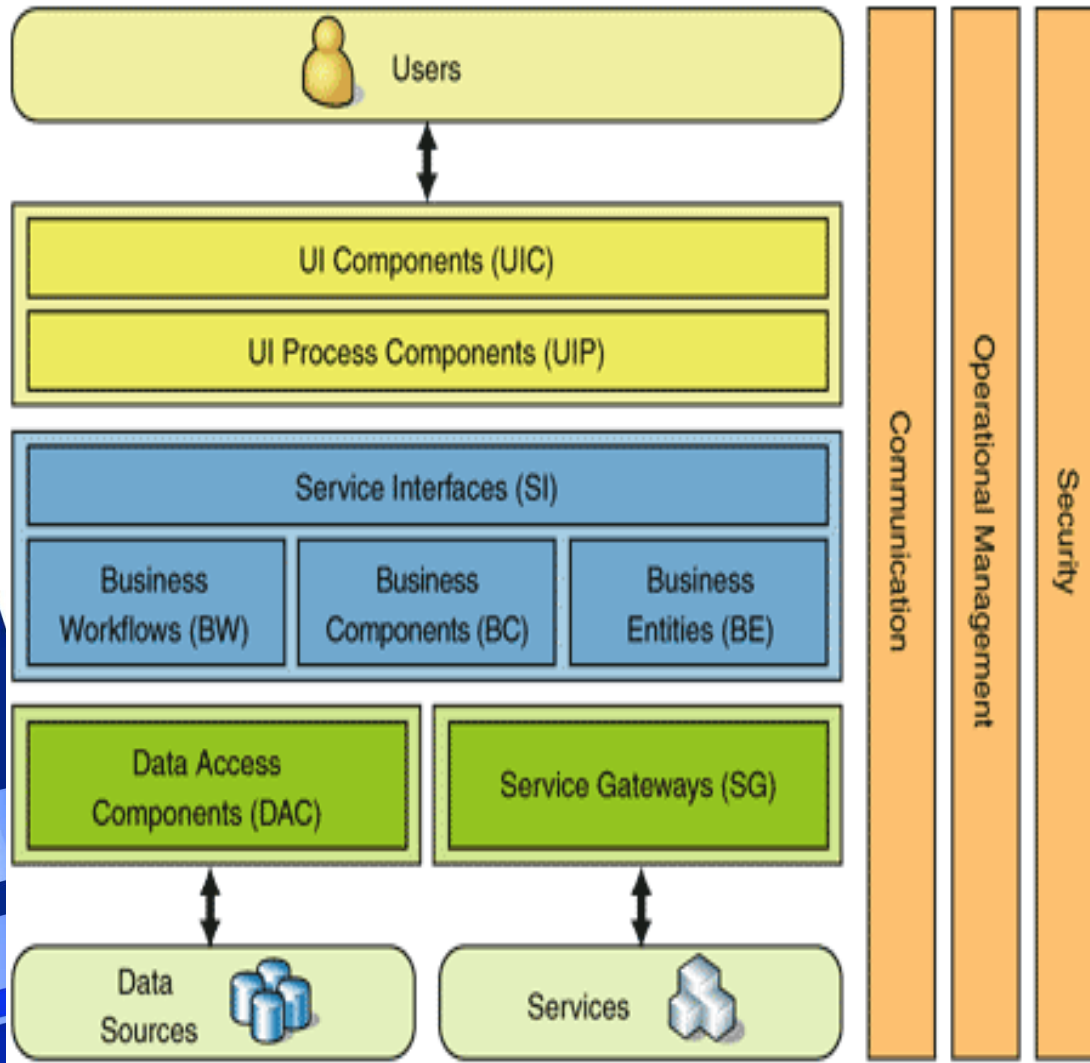 Users
UI Components (UIC)
UI Process Components (UIP)
Service Interfaces (SI)
Business
Workflows (BW)
Business
Components (BC)
Business
Entities (BE)
Data Access
Components (DAC)
Service Gateways (SG)
Data
Sources
Services
Communication
Operational Management
Security